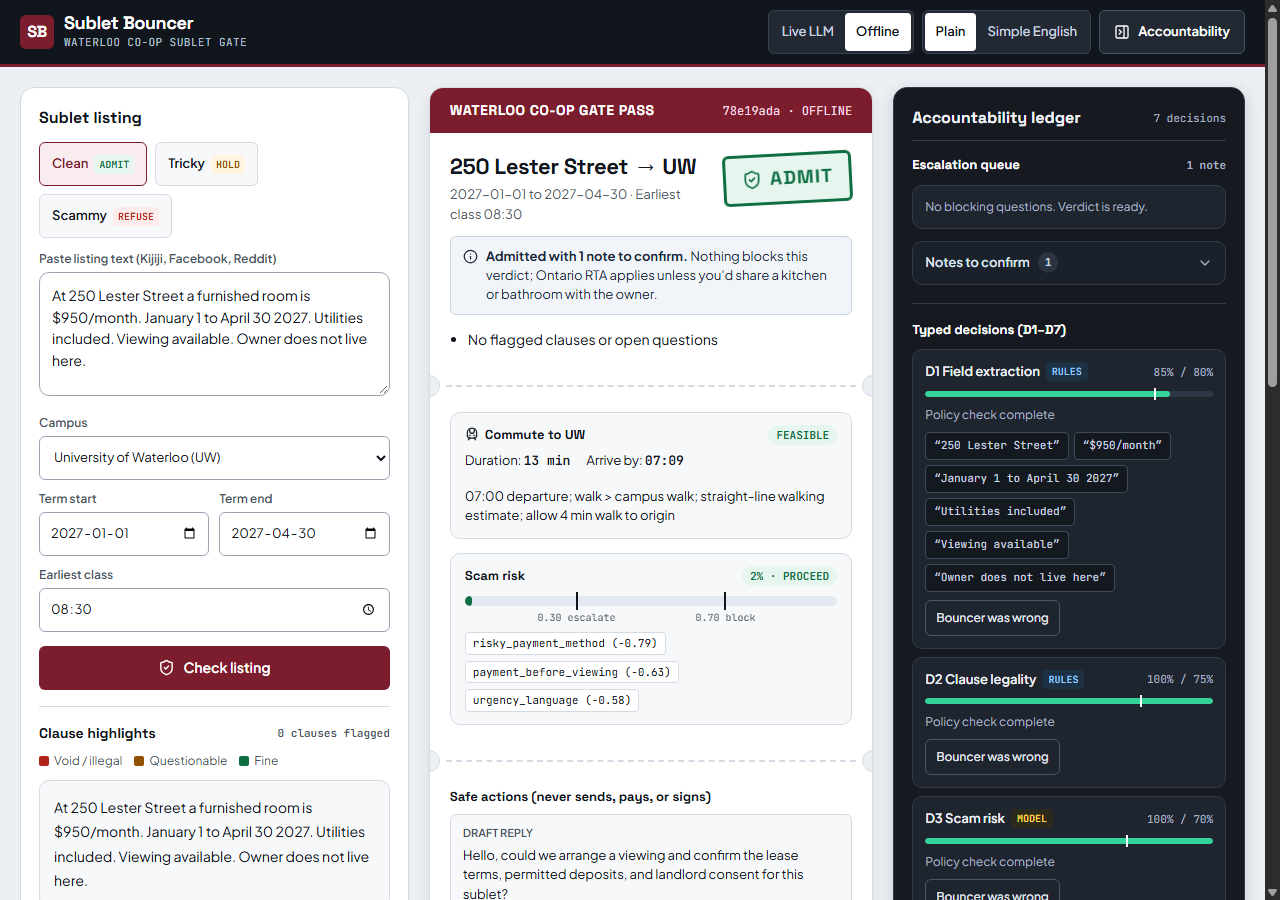 SB
Sublet Bouncer
WATERLOO CO-OP SUBLET GATE
Live LLM
Offline
Plain
Simple English
Accountability
Sublet listing
Clean ADMIT
Tricky HOLD
Scammy REFUSE
Paste listing text (Kijiji, Facebook, Reddit)
At 250 Lester Street a furnished room is
$950/month. January 1 to April 30 2027. Utilities
included. Viewing available. Owner does not live
here.
Campus
University of Waterloo (UW)
Term start
Term end
2027-01-01
2027-04-30
Earliest class
08:30
Check listing
Clause highlights
0 clauses flagged
Void / illegal
Questionable
Fine
At 250 Lester Street a furnished room is
$950/month. January 1 to April 30 2027. Utilities
included. Viewing available. Owner does not live
here.
WATERLOO CO-OP GATE PASS
78e19ada · OFFLINE
250 Lester Street → UW
2027-01-01 to 2027-04-30 · Earliest
class 08:30
ADMIT
Admitted with 1 note to confirm. Nothing blocks this
verdict; Ontario RTA applies unless you'd share a kitchen
or bathroom with the owner.
• No flagged clauses or open questions
Commute to UW
FEASIBLE
Duration: 13 min Arrive by: 07:09
07:00 departure; walk > campus walk; straight-line walking
estimate; allow 4 min walk to origin
Scam risk
2% · PROCEED
0.30 escalate
0.70 block
risky_payment_method (-0.79)
payment_before_viewing (-0.63)
urgency_language (-0.58)
Safe actions (never sends, pays, or signs)
DRAFT REPLY
Hello, could we arrange a viewing and confirm the lease
terms, permitted deposits, and landlord consent for this
sublet?
Accountability ledger
7 decisions
Escalation queue
1 note
No blocking questions. Verdict is ready.
Notes to confirm 1
Typed decisions (D1–D7)
D1 Field extraction RULES
85% / 80%
Policy check complete
“250 Lester Street”
“$950/month”
“January 1 to April 30 2027”
“Utilities included”
“Viewing available”
“Owner does not live here”
Bouncer was wrong
D2 Clause legality RULES
100% / 75%
Policy check complete
Bouncer was wrong
D3 Scam risk MODEL
100% / 70%
Policy check complete
Bouncer was wrong